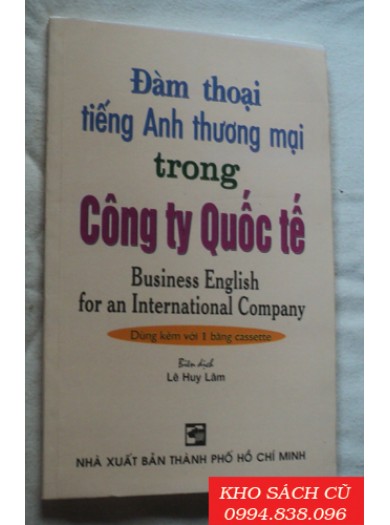 Đàm thoại
tiếng Anh thương mại
trong
Công ty Quốc tế
Business English
for an International Company
Dùng kèm với 1 băng cassette
Biên dịch
Lê Huy Lâm
NHÀ XUẤT BẢN THÀNH PHỐ HỒ CHÍ MINH
KHO SÁCH CŨ
0994.838.096